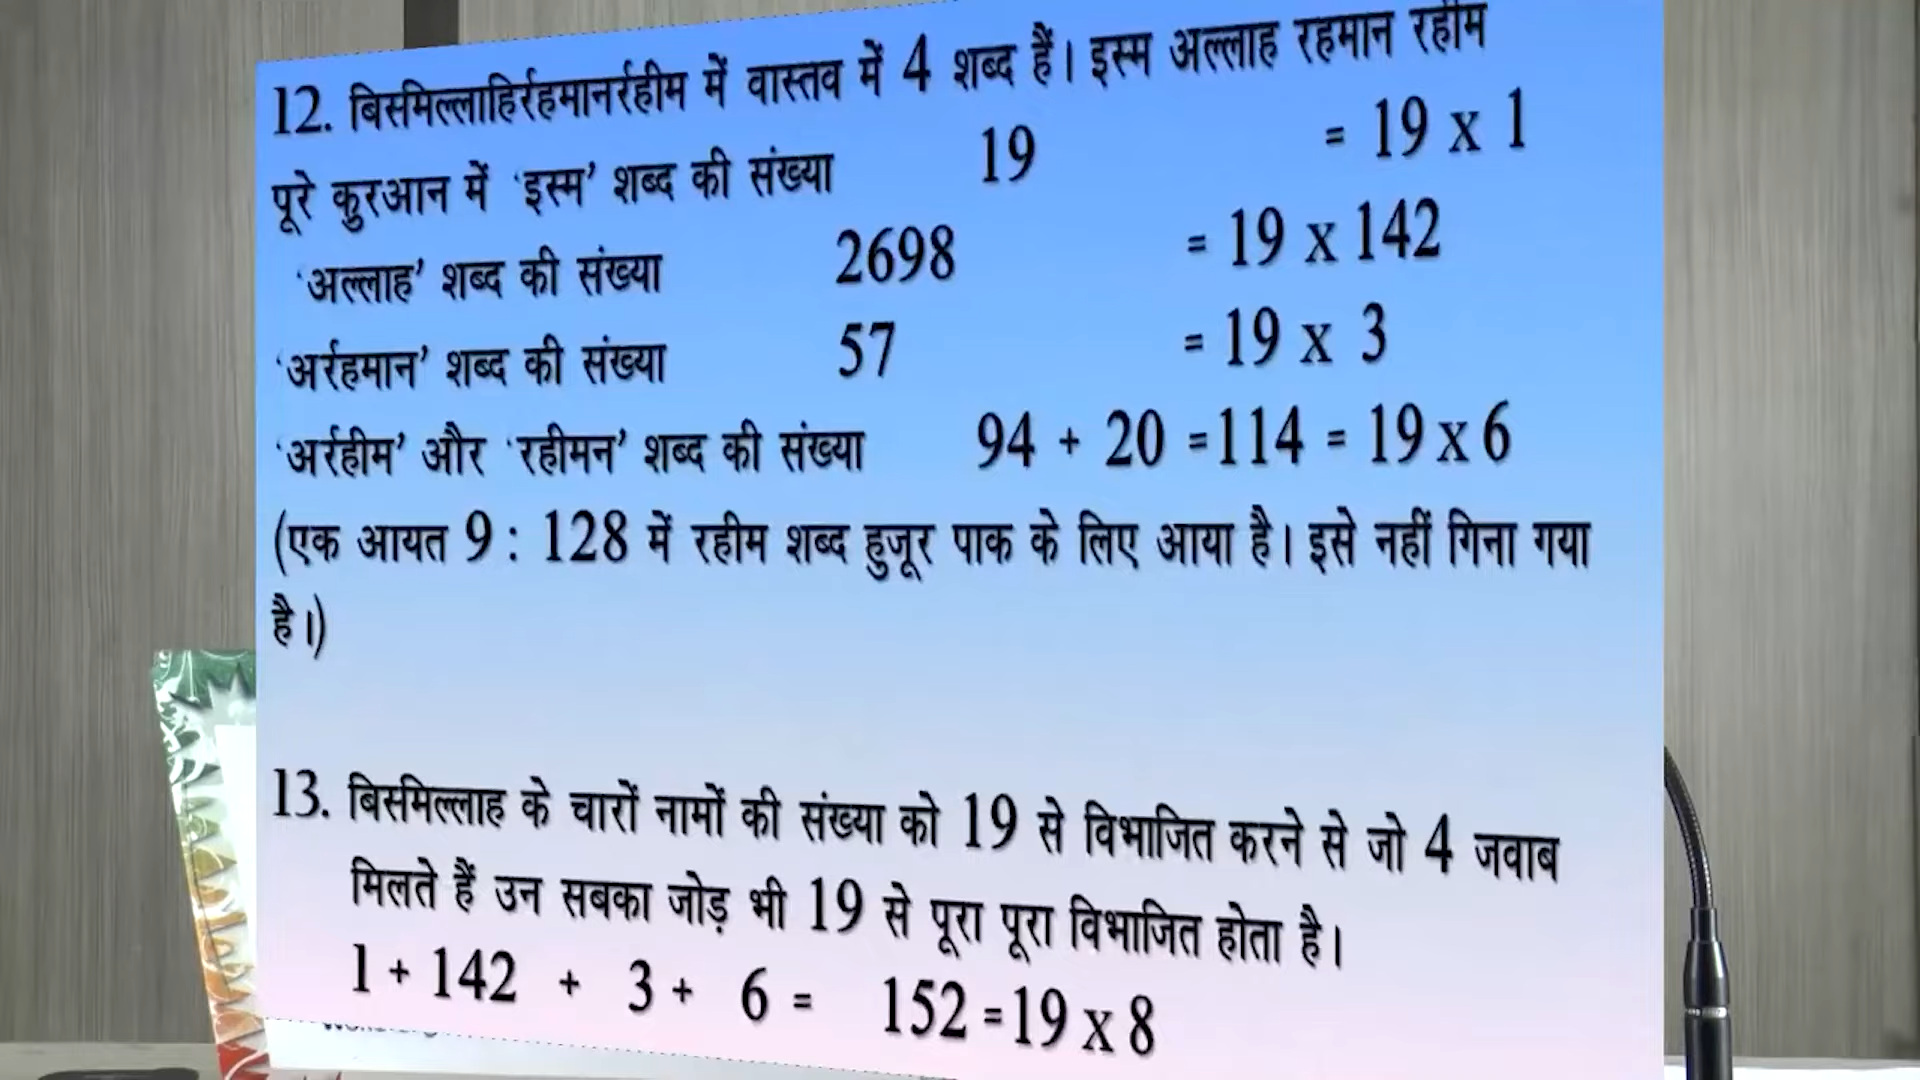 12. बिसमिल्लाहिर्रहमानर्रहीम में वास्तव में 4 शब्द हैं। इस्म अल्लाह रहमान रहीम
पूरे कुरआन में 'इस्म' शब्द की संख्या 19 = 19 x 1
'अल्लाह' शब्द की संख्या 2698 = 19 x 142
'अर्रहमान' शब्द की संख्या 57 = 19 x 3
'अर्रहीम' और 'रहीमन' शब्द की संख्या 94 + 20 =114 = 19 x 6
(एक आयत 9 : 128 में रहीम शब्द हुजूर पाक के लिए आया है। इसे नहीं गिना गया
है।)
13. बिसमिल्लाह के चारों नामों की संख्या को 19 से विभाजित करने से जो 4 जवाब
मिलते हैं उन सबका जोड़ भी 19 से पूरा पूरा विभाजित होता है।
1 + 142 + 3 + 6 = 152 =19 x 8